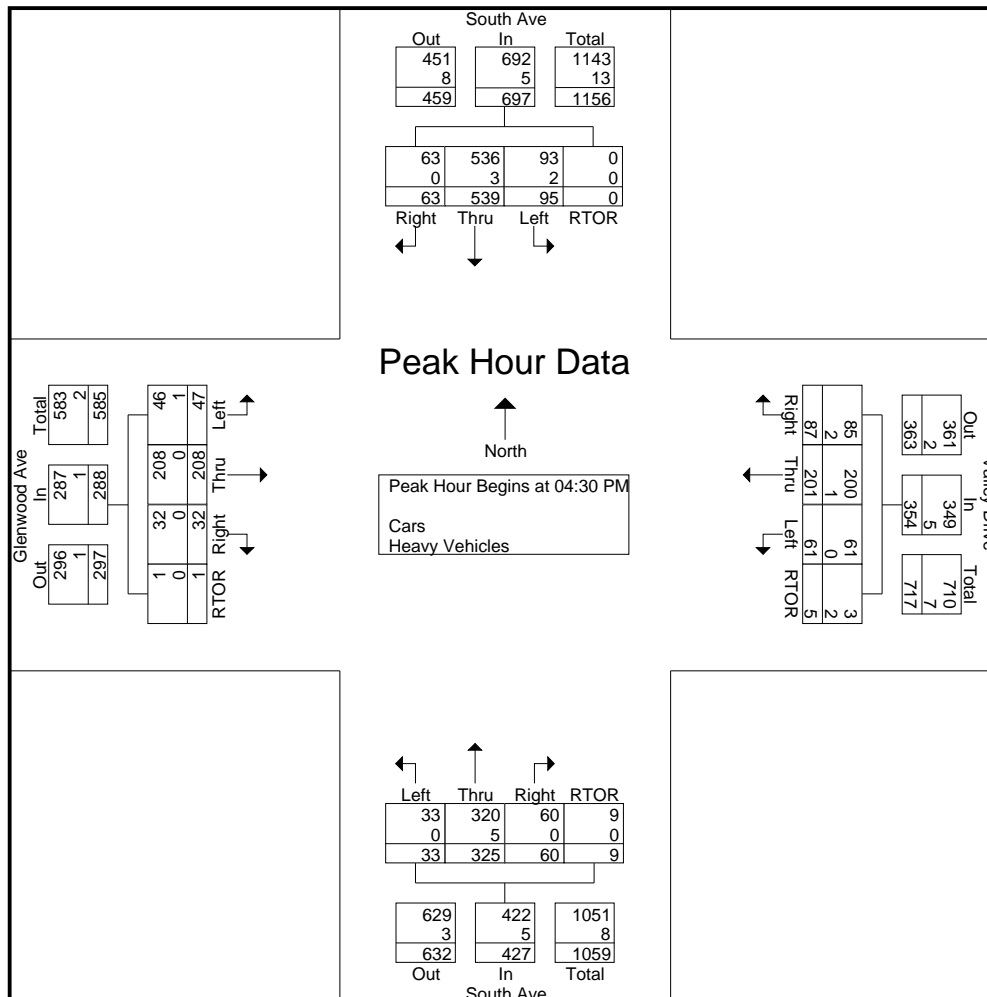 South Ave
Out In Total
451 692 1143
8 5 13
459 697 1156
63 536 93 0
0 3 2 0
63 539 95 0
Right Thru Left RTOR
Peak Hour Data
North
Peak Hour Begins at 04:30 PM
Cars
Heavy Vehicles
Glenwood Ave
Out In Total
296 287 583
1 1 2
297 288 585
1 32 208 46
0 0 0 1
1 32 208 47
RTOR Right Thru Left
Valley Drive
Out In Total
361 349 710
2 5 7
363 354 717
85 200 61 3
2 1 0 2
87 201 61 5
Right Thru Left RTOR
Left Thru Right RTOR
33 320 60 9
0 5 0 0
33 325 60 9
629 422 1051
3 5 8
632 427 1059
Out In Total
South Ave